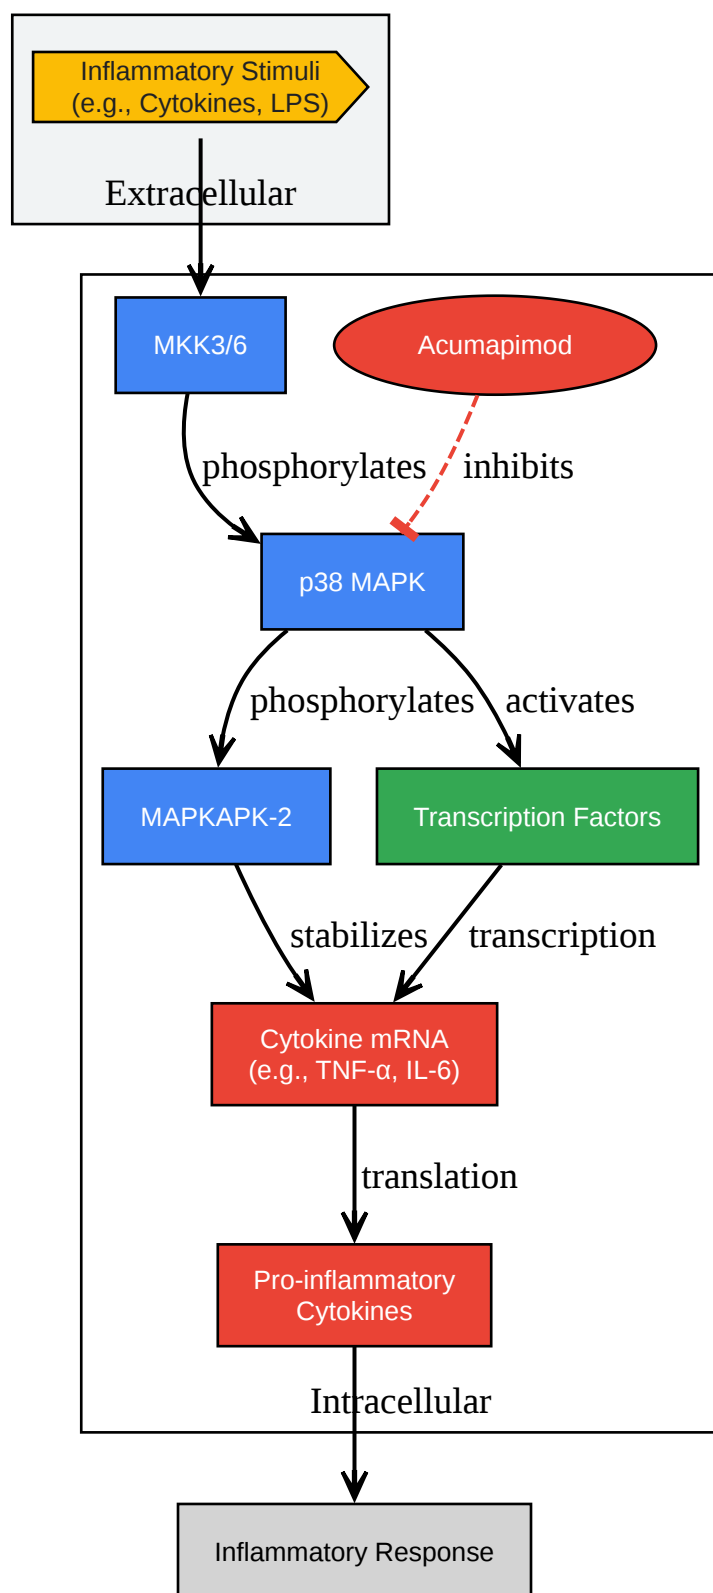 Inflammatory Stimuli
(e.g., Cytokines, LPS)
Extracellular
MKK3/6
Acumapimod
phosphorylates
inhibits
p38 MAPK
phosphorylates
activates
MAPKAPK-2
Transcription Factors
stabilizes
transcription
Cytokine mRNA
(e.g., TNF-α, IL-6)
translation
Pro-inflammatory
Cytokines
Intracellular
Inflammatory Response